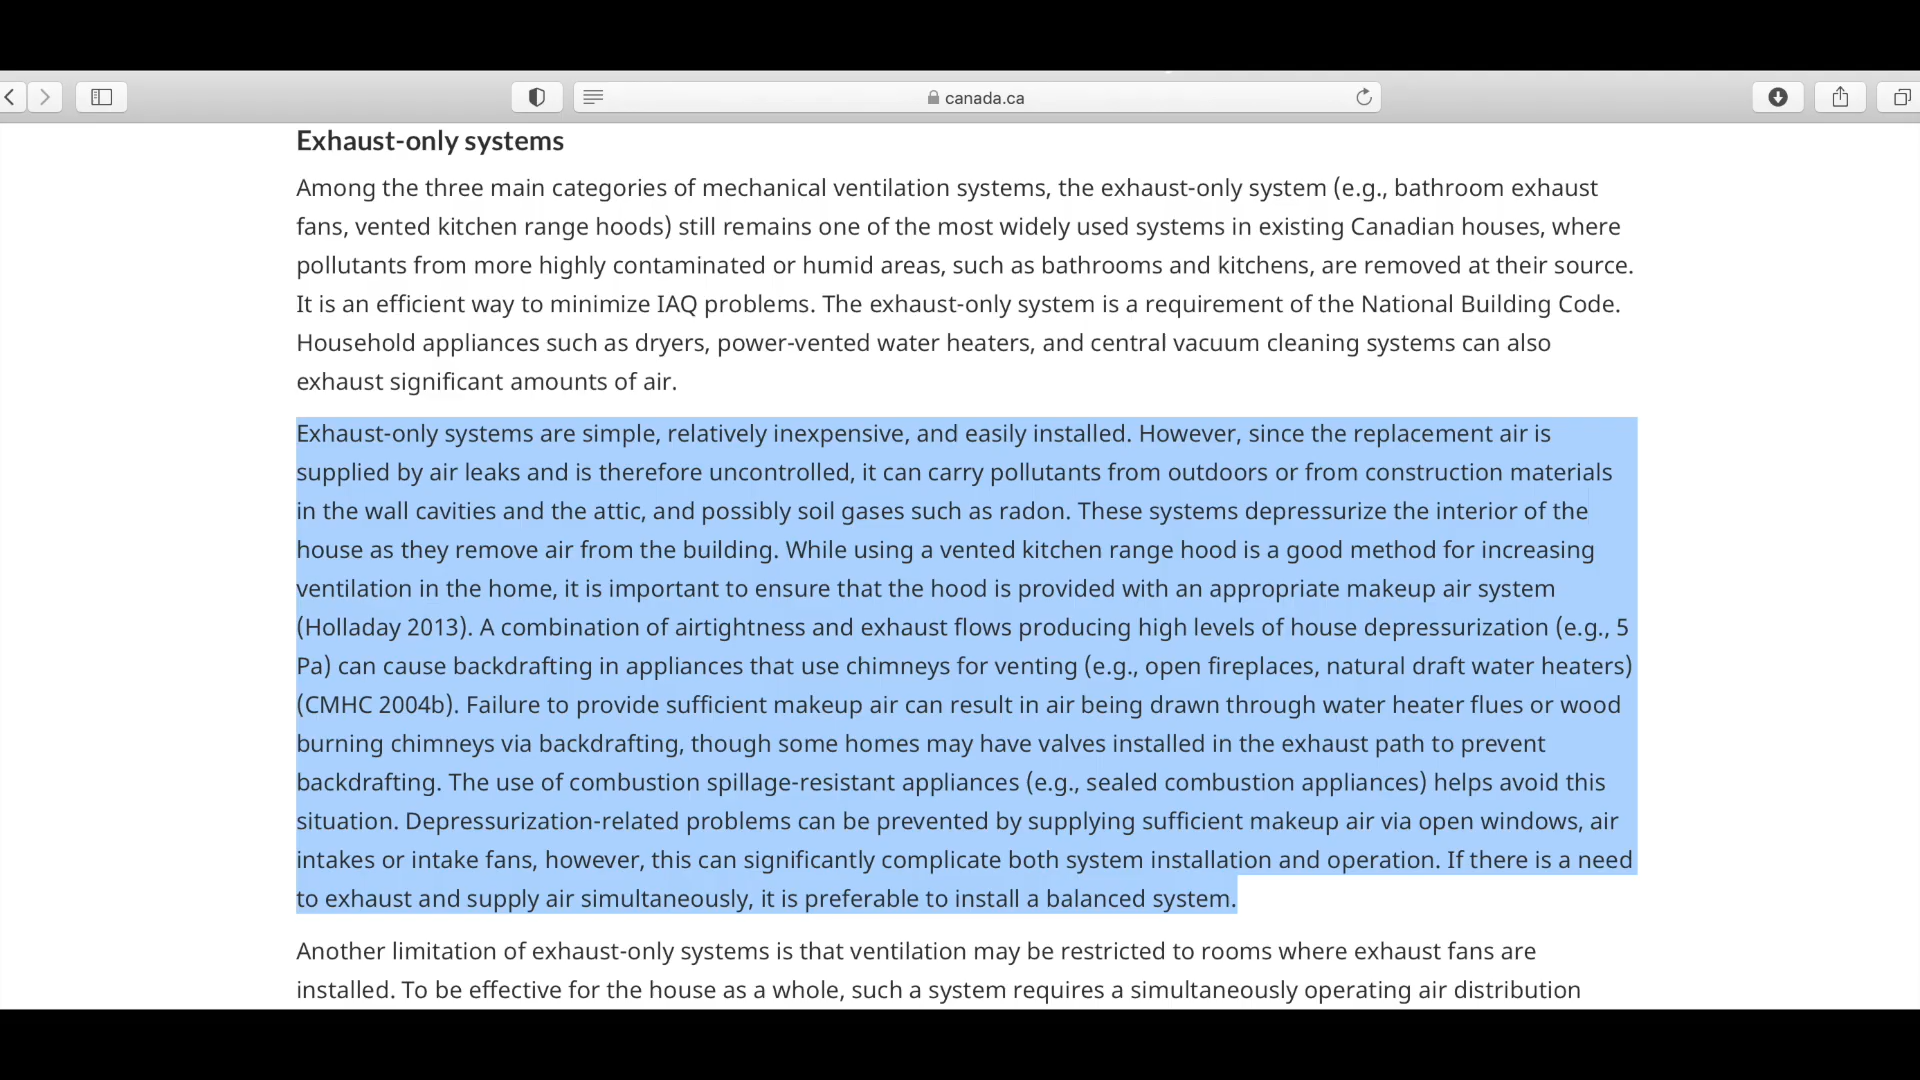 canada.ca
Exhaust-only systems
Among the three main categories of mechanical ventilation systems, the exhaust-only system (e.g., bathroom exhaust
fans, vented kitchen range hoods) still remains one of the most widely used systems in existing Canadian houses, where
pollutants from more highly contaminated or humid areas, such as bathrooms and kitchens, are removed at their source.
It is an efficient way to minimize IAQ problems. The exhaust-only system is a requirement of the National Building Code.
Household appliances such as dryers, power-vented water heaters, and central vacuum cleaning systems can also
exhaust significant amounts of air.
Exhaust-only systems are simple, relatively inexpensive, and easily installed. However, since the replacement air is
supplied by air leaks and is therefore uncontrolled, it can carry pollutants from outdoors or from construction materials
in the wall cavities and the attic, and possibly soil gases such as radon. These systems depressurize the interior of the
house as they remove air from the building. While using a vented kitchen range hood is a good method for increasing
ventilation in the home, it is important to ensure that the hood is provided with an appropriate makeup air system
(Holladay 2013). A combination of airtightness and exhaust flows producing high levels of house depressurization (e.g., 5
Pa) can cause backdrafting in appliances that use chimneys for venting (e.g., open fireplaces, natural draft water heaters)
(CMHC 2004b). Failure to provide sufficient makeup air can result in air being drawn through water heater flues or wood
burning chimneys via backdrafting, though some homes may have valves installed in the exhaust path to prevent
backdrafting. The use of combustion spillage-resistant appliances (e.g., sealed combustion appliances) helps avoid this
situation. Depressurization-related problems can be prevented by supplying sufficient makeup air via open windows, air
intakes or intake fans, however, this can significantly complicate both system installation and operation. If there is a need
to exhaust and supply air simultaneously, it is preferable to install a balanced system.
Another limitation of exhaust-only systems is that ventilation may be restricted to rooms where exhaust fans are
installed. To be effective for the house as a whole, such a system requires a simultaneously operating air distribution